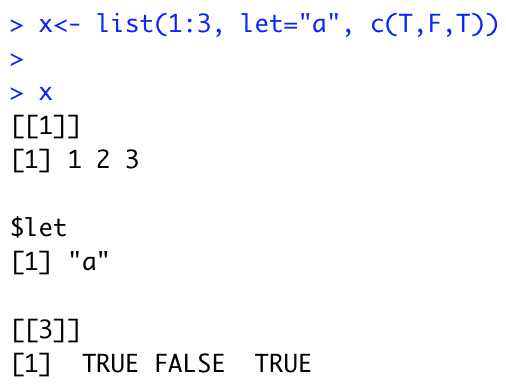 > x<- list(1:3, let="a", c(T,F,T))
>
> x
[[1]]
[1] 1 2 3
$let
[1] "a"
[[3]]
[1]  TRUE FALSE  TRUE